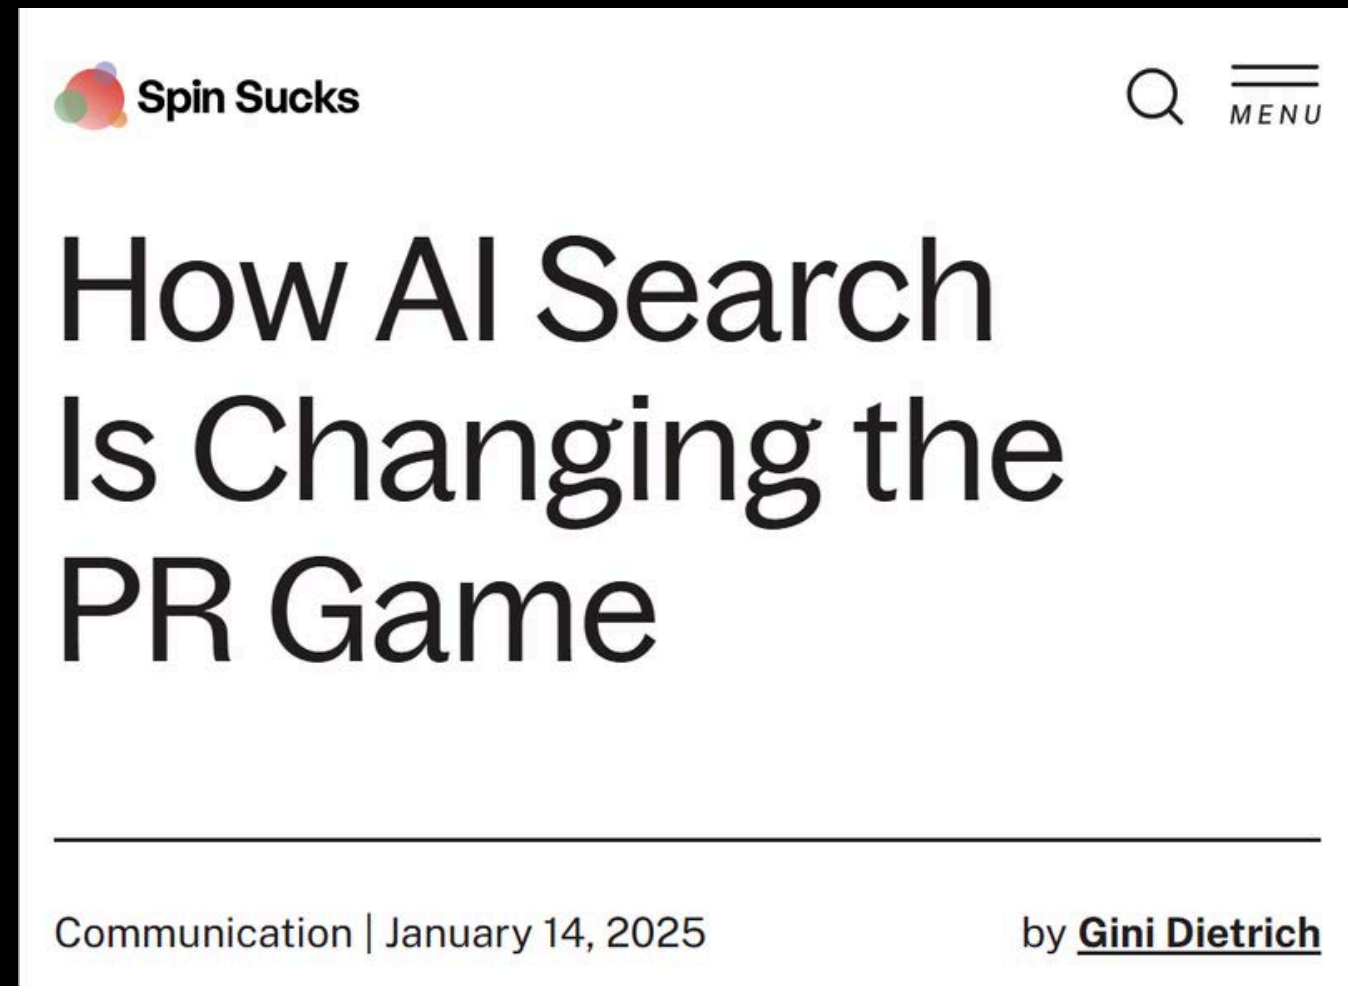 Spin Sucks
MENU
How AI Search
Is Changing the
PR Game
Communication | January 14, 2025
by Gini Dietrich